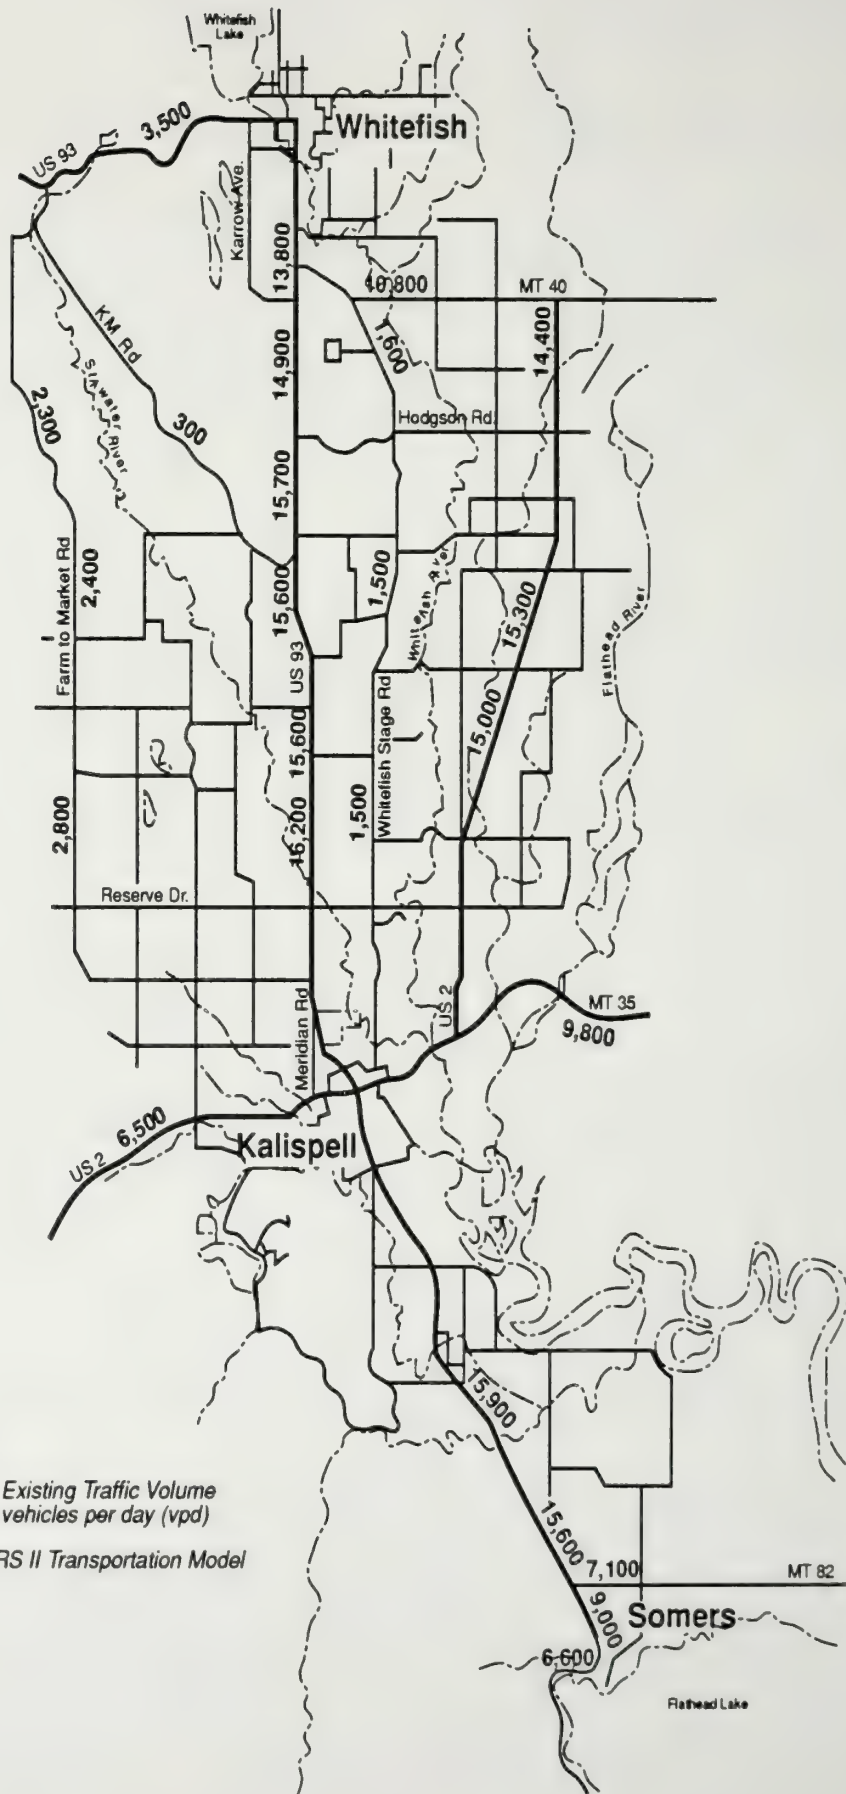 Whitefish
Lake
3,500
US 93
Whitefish
Karrow Ave.
13,800
10,800
MT 40
KM Rd
14,900
1,600
14,400
Stillwater River
2,300
300
Hodgson Rd.
15,700
Farm to Market Rd
2,400
15,600
1,500
Whitefish River
15,300
Flathead River
US 93
15,600
Whitefish Stage Rd
15,000
2,800
16,200
1,500
Reserve Dr.
Meridian Rd
US 2
MT 35
9,800
6,500
US 2
Kalispell
15,900
Existing Traffic Volume
vehicles per day (vpd)
RS II Transportation Model
15,600
7,100
MT 82
9,000
Somers
6,600
Flathead Lake